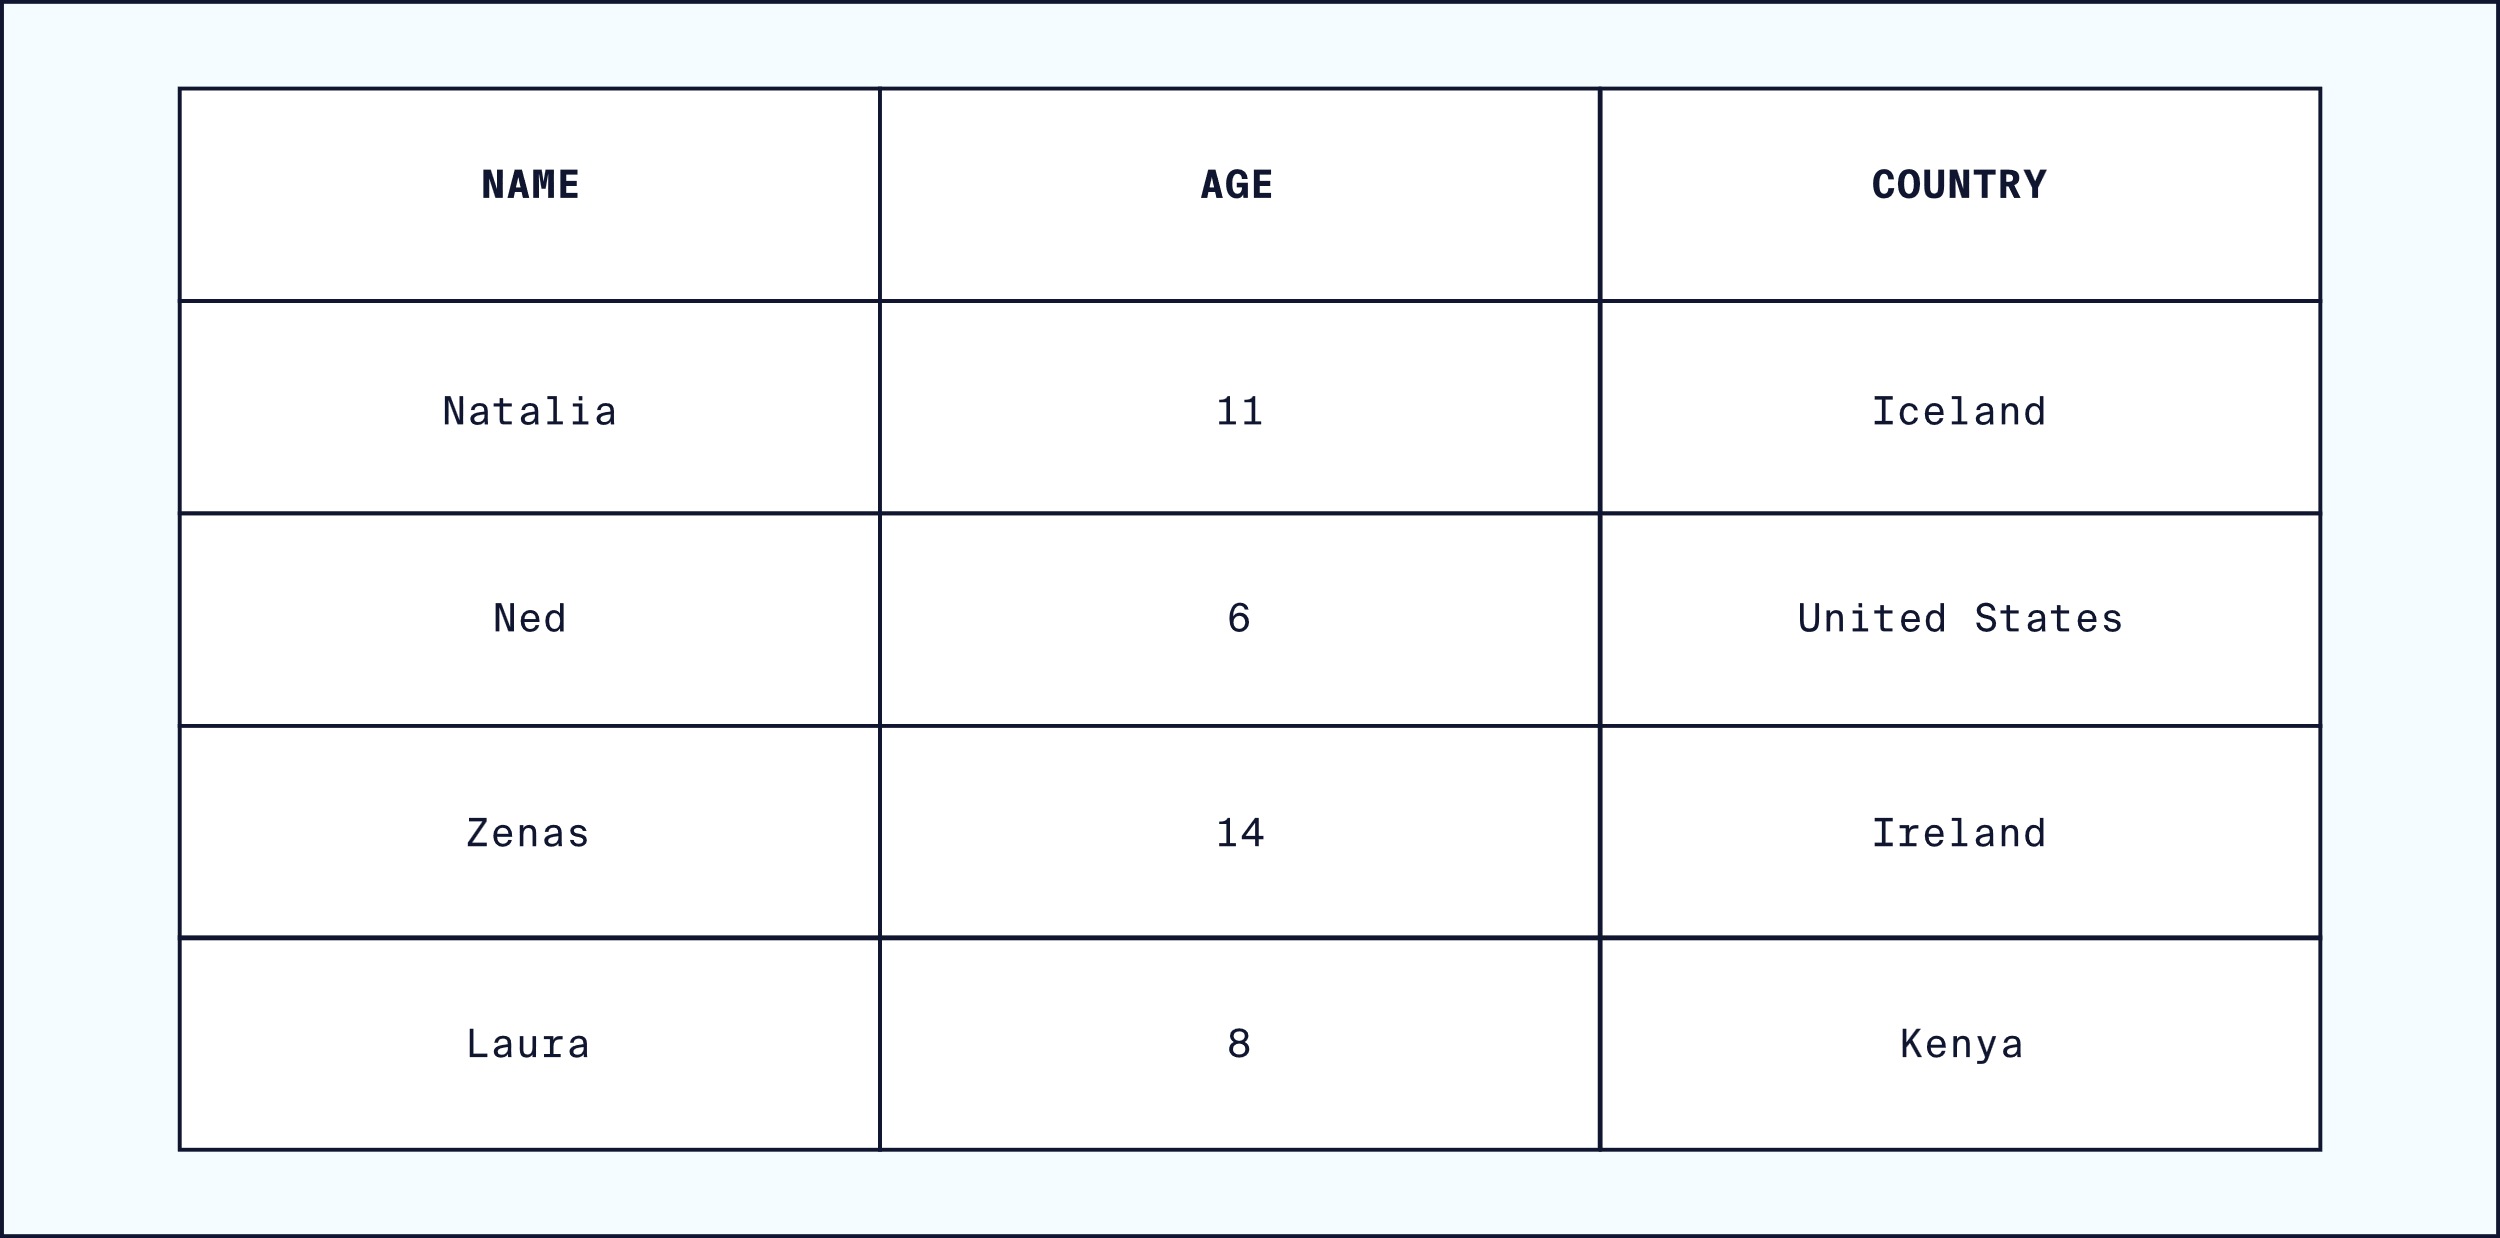 NAME AGE COUNTRY
Natalia 11 Iceland
Ned 6 United States
Zenas 14 Ireland
Laura 8 Kenya